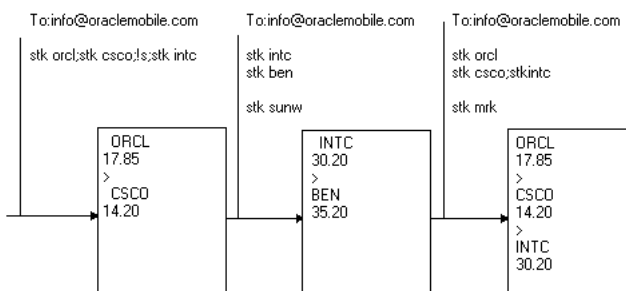 To:info@oraclemobile.com
stk orcl;stk csco;!s;stk intc
ORCL
17.85
>
CSCO
14.20
To:info@oraclemobile.com
stk intc
stk ben
stk sunw
INTC
30.20
>
BEN
35.20
To:info@oraclemobile.com
stk orcl
stk csco;stkintc
stk mrk
ORCL
17.85
>
CSCO
14.20
>
INTC
30.20